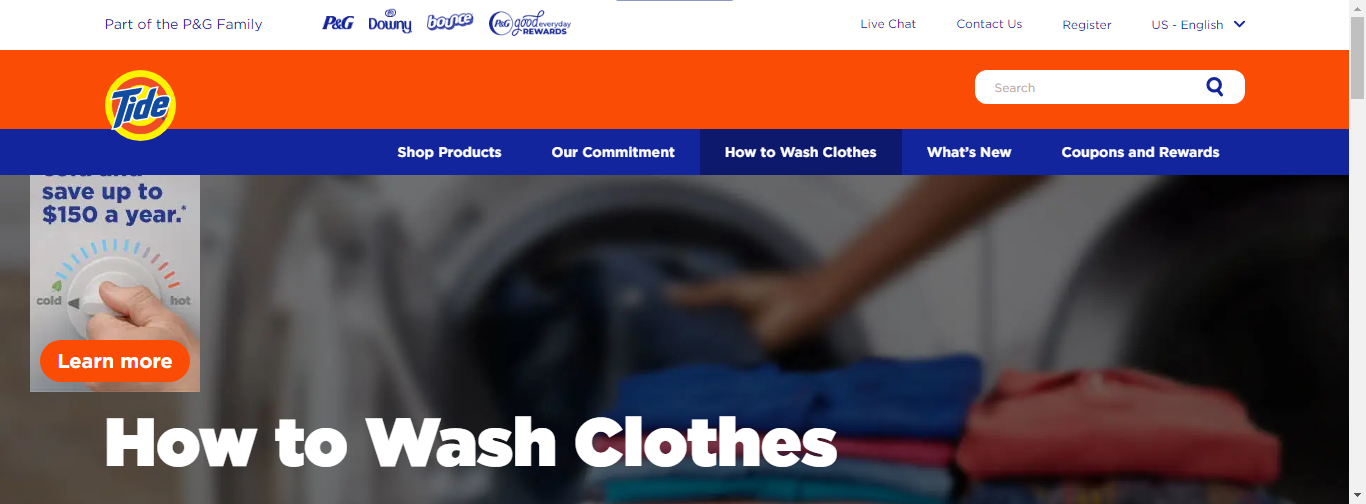 Part of the P&G Family
P&G
Downy
bounce
P&G good everyday
REWARDS
Live Chat
Contact Us
Register
US - English
Tide
Search
Shop Products
Our Commitment
How to Wash Clothes
What's New
Coupons and Rewards
save up to
$150 a year.*
cold
hot
Learn more
How to Wash Clothes